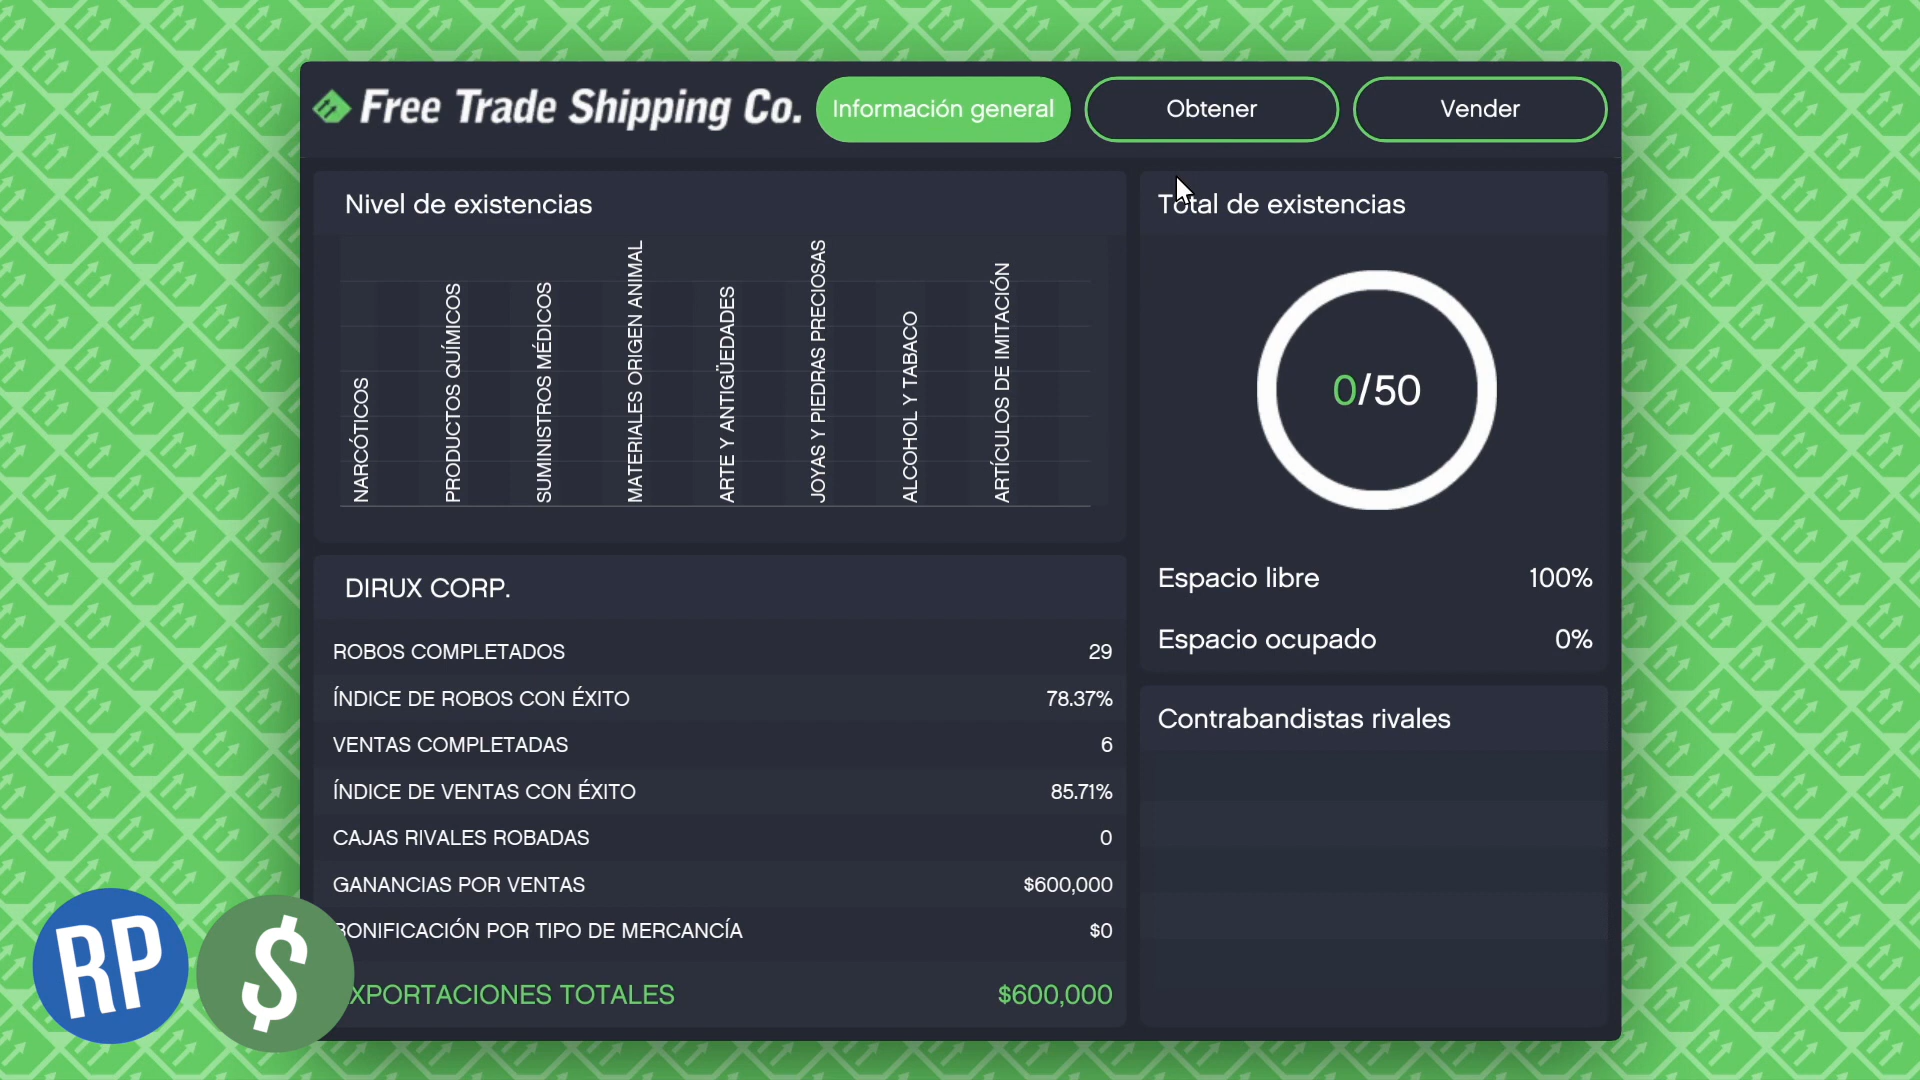 Free Trade Shipping Co.
Información general
Obtener
Vender
Nivel de existencias
NARCÓTICOS
PRODUCTOS QUÍMICOS
SUMINISTROS MÉDICOS
MATERIALES ORIGEN ANIMAL
ARTE Y ANTIGÜEDADES
JOYAS Y PIEDRAS PRECIOSAS
ALCOHOL Y TABACO
ARTÍCULOS DE IMITACIÓN
Total de existencias
0/50
Espacio libre 100%
Espacio ocupado 0%
DIRUX CORP.
ROBOS COMPLETADOS 29
ÍNDICE DE ROBOS CON ÉXITO 78.37%
VENTAS COMPLETADAS 6
ÍNDICE DE VENTAS CON ÉXITO 85.71%
CAJAS RIVALES ROBADAS 0
GANANCIAS POR VENTAS $600,000
BONIFICACIÓN POR TIPO DE MERCANCÍA $0
XPORTACIONES TOTALES $600,000
Contrabandistas rivales
RP
$